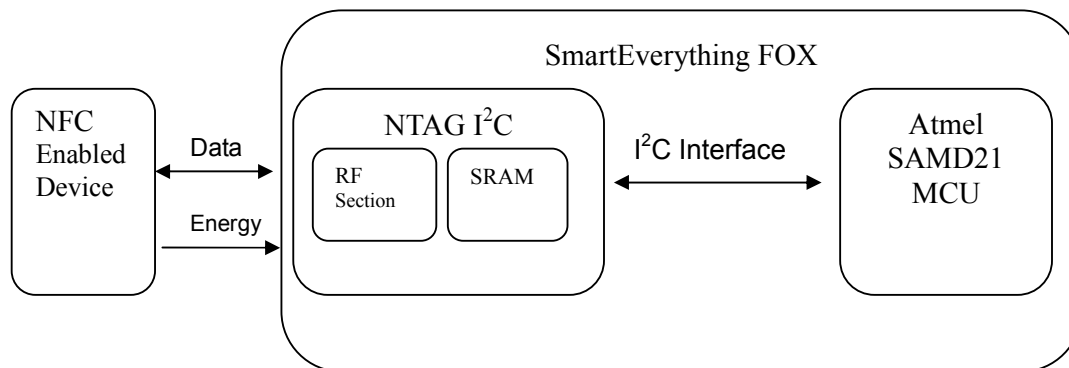 SmartEverything FOX
NFC
Enabled
Device
Data
Energy
NTAG I²C
RF
Section
SRAM
I²C Interface
Atmel
SAMD21
MCU